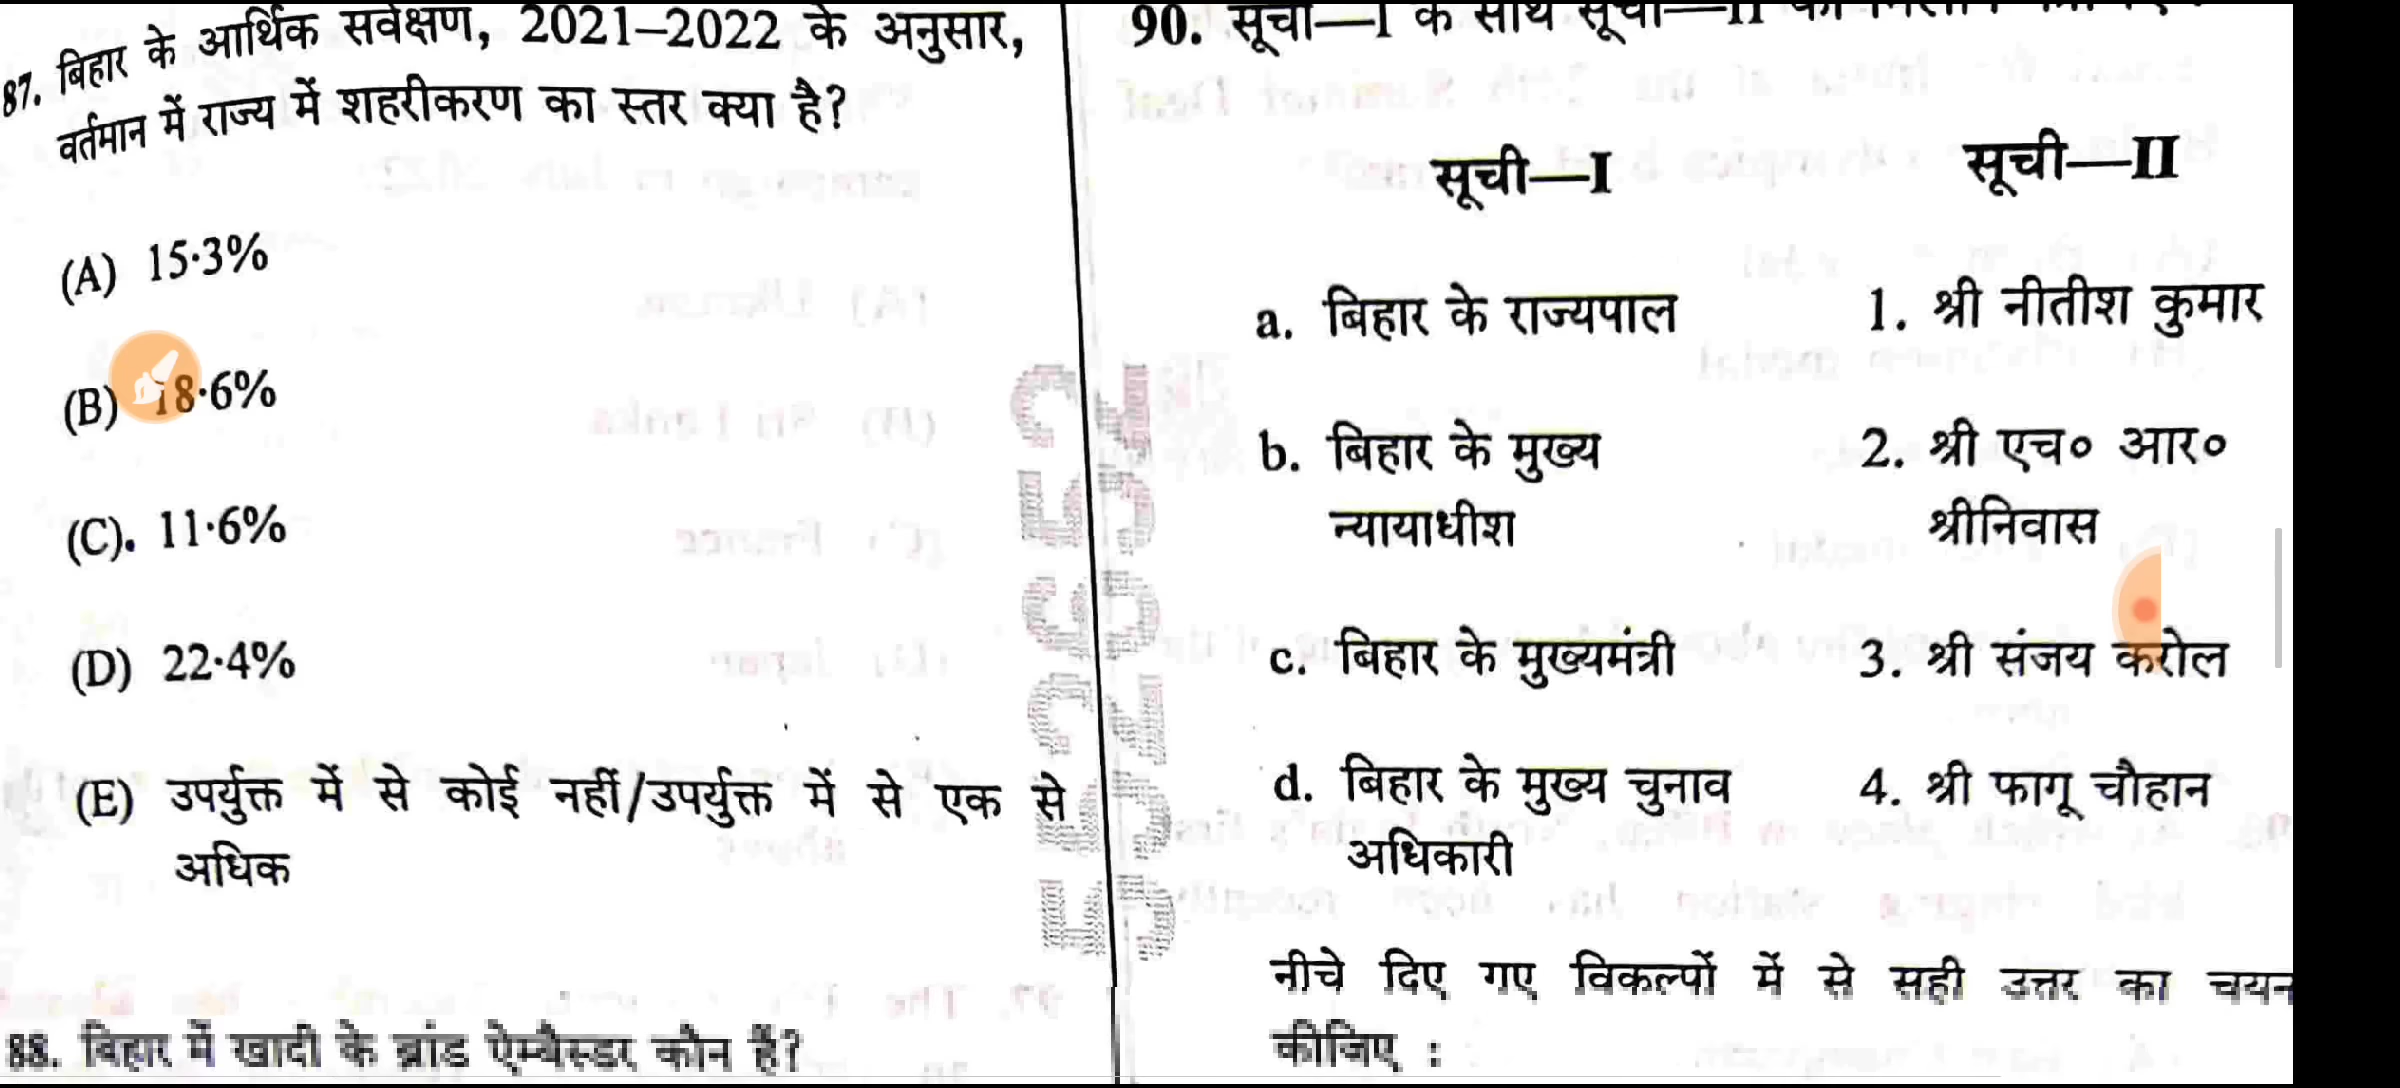 87. बिहार के आर्थिक सर्वेक्षण, 2021–2022 के अनुसार,
वर्तमान में राज्य में शहरीकरण का स्तर क्या है?
(A) 15·3%
(B) 18·6%
(C). 11·6%
(D) 22·4%
(E) उपर्युक्त में से कोई नहीं/उपर्युक्त में से एक से
अधिक
88. बिहार में खादी के ब्रांड ऐम्बैस्डर कौन हैं?
90. सूची—I के साथ सूची—II का
सूची—I सूची—II
a. बिहार के राज्यपाल 1. श्री नीतीश कुमार
b. बिहार के मुख्य 2. श्री एच० आर०
न्यायाधीश श्रीनिवास
c. बिहार के मुख्यमंत्री 3. श्री संजय करोल
d. बिहार के मुख्य चुनाव 4. श्री फागू चौहान
अधिकारी
नीचे दिए गए विकल्पों में से सही उत्तर का चयन
कीजिए :